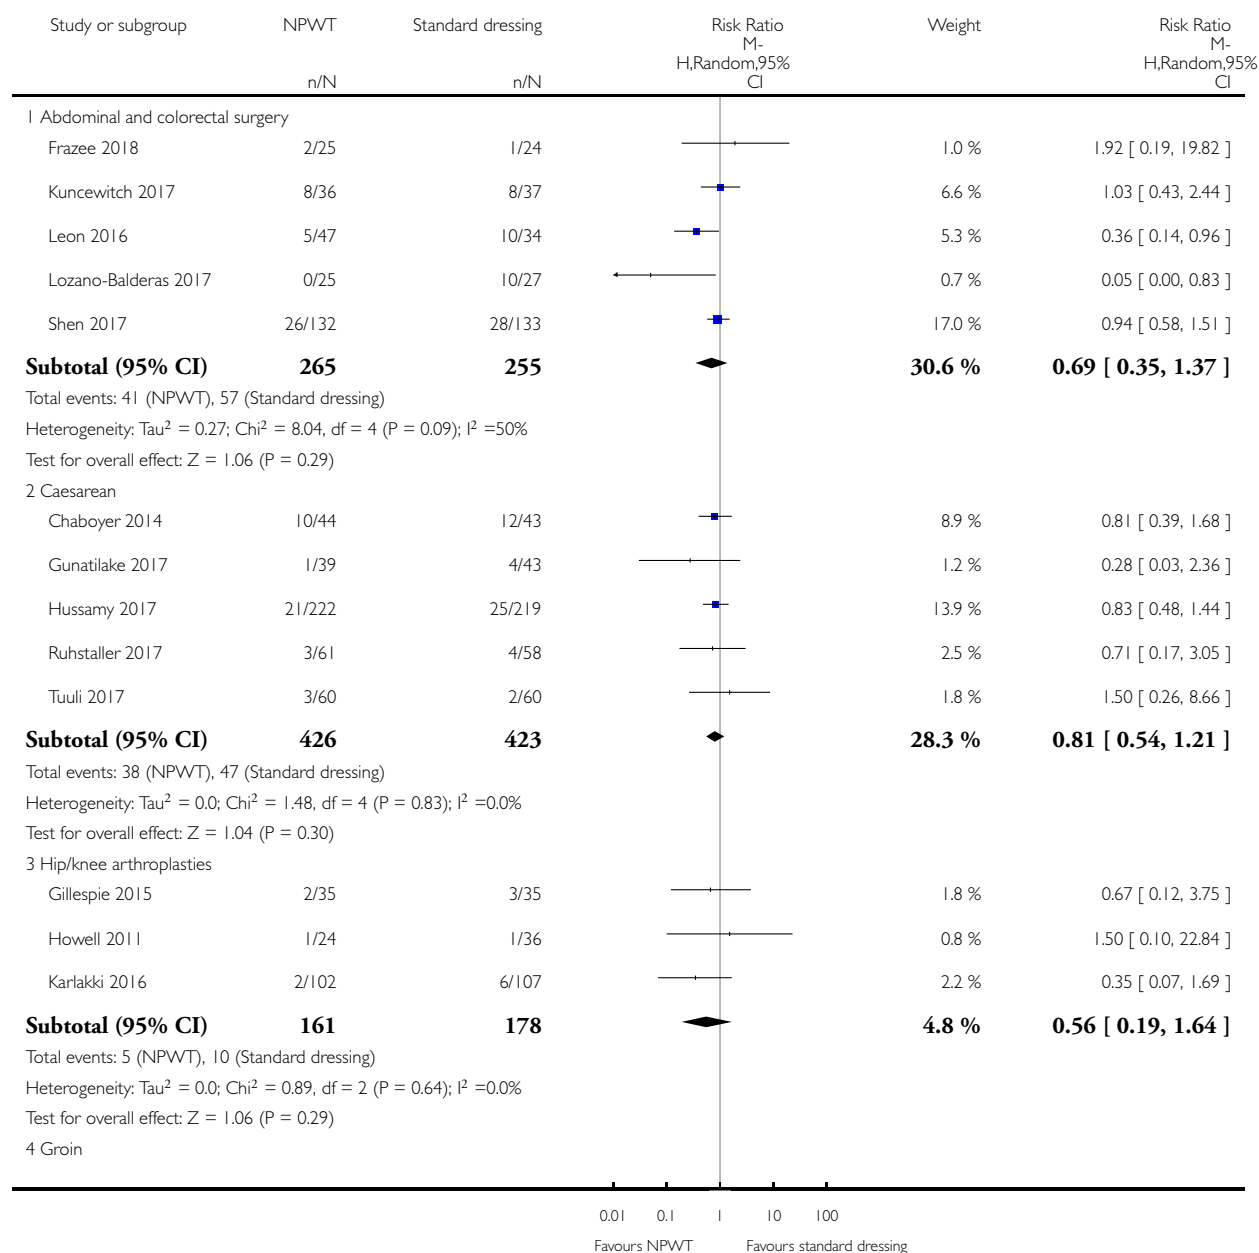 Study or subgroup NPWT Standard dressing Risk Ratio Weight Risk Ratio
M-
H,Random,95%
CI
M-
H,Random,95%
CI
n/N n/N
1 Abdominal and colorectal surgery
Frazee 2018 2/25 1/24 1.0 % 1.92 [ 0.19, 19.82 ]
Kuncewitch 2017 8/36 8/37 6.6 % 1.03 [ 0.43, 2.44 ]
Leon 2016 5/47 10/34 5.3 % 0.36 [ 0.14, 0.96 ]
Lozano-Balderas 2017 0/25 10/27 0.7 % 0.05 [ 0.00, 0.83 ]
Shen 2017 26/132 28/133 17.0 % 0.94 [ 0.58, 1.51 ]
Subtotal (95% CI) 265 255 30.6 % 0.69 [ 0.35, 1.37 ]
Total events: 41 (NPWT), 57 (Standard dressing)
Heterogeneity: Tau² = 0.27; Chi² = 8.04, df = 4 (P = 0.09); I² =50%
Test for overall effect: Z = 1.06 (P = 0.29)
2 Caesarean
Chaboyer 2014 10/44 12/43 8.9 % 0.81 [ 0.39, 1.68 ]
Gunatilake 2017 1/39 4/43 1.2 % 0.28 [ 0.03, 2.36 ]
Hussamy 2017 21/222 25/219 13.9 % 0.83 [ 0.48, 1.44 ]
Ruhstaller 2017 3/61 4/58 2.5 % 0.71 [ 0.17, 3.05 ]
Tuuli 2017 3/60 2/60 1.8 % 1.50 [ 0.26, 8.66 ]
Subtotal (95% CI) 426 423 28.3 % 0.81 [ 0.54, 1.21 ]
Total events: 38 (NPWT), 47 (Standard dressing)
Heterogeneity: Tau² = 0.0; Chi² = 1.48, df = 4 (P = 0.83); I² =0.0%
Test for overall effect: Z = 1.04 (P = 0.30)
3 Hip/knee arthroplasties
Gillespie 2015 2/35 3/35 1.8 % 0.67 [ 0.12, 3.75 ]
Howell 2011 1/24 1/36 0.8 % 1.50 [ 0.10, 22.84 ]
Karlakki 2016 2/102 6/107 2.2 % 0.35 [ 0.07, 1.69 ]
Subtotal (95% CI) 161 178 4.8 % 0.56 [ 0.19, 1.64 ]
Total events: 5 (NPWT), 10 (Standard dressing)
Heterogeneity: Tau² = 0.0; Chi² = 0.89, df = 2 (P = 0.64); I² =0.0%
Test for overall effect: Z = 1.06 (P = 0.29)
4 Groin
0.01 0.1 1 10 100
Favours NPWT Favours standard dressing